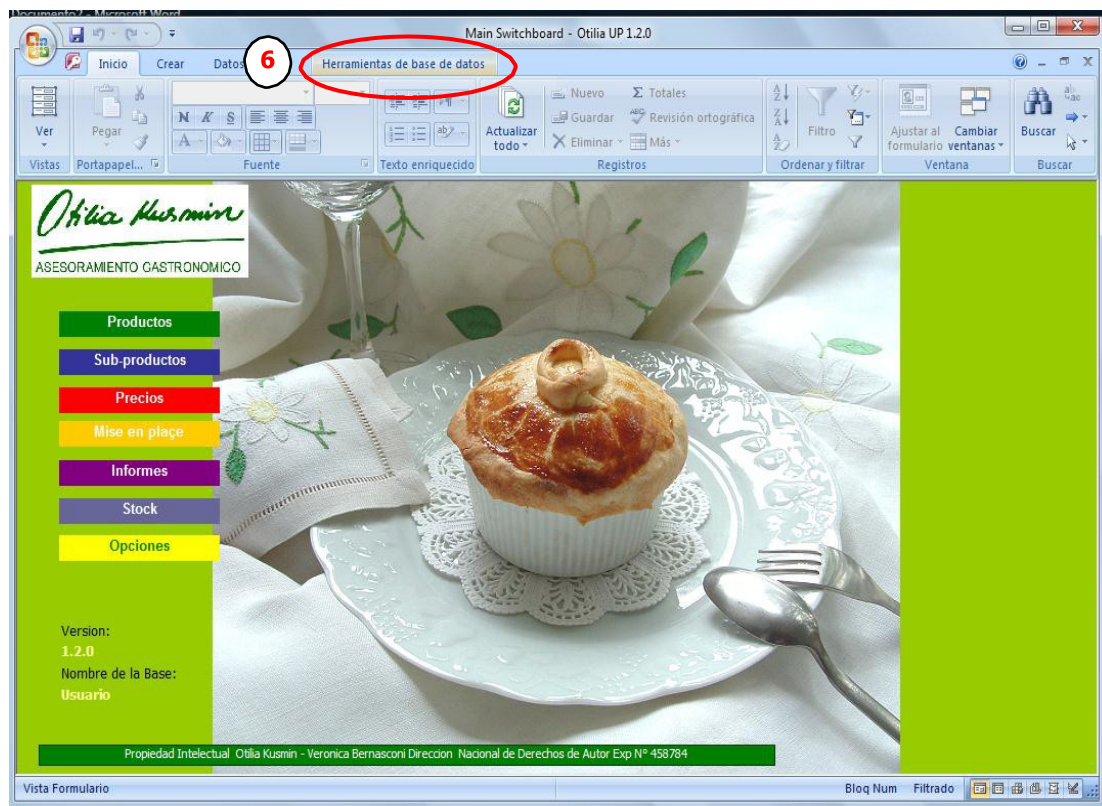 Documento2 - Microsoft Word
Main Switchboard - Otilia UP 1.2.0
Inicio Crear Datos 6 Herramientas de base de datos
Ver
Pegar
N K S
A
ab
Actualizar todo
Nuevo
Guardar
Eliminar
Σ Totales
Revisión ortográfica
Más
Filtro
Ajustar al formulario
Cambiar ventanas
Buscar
Vistas Portapapel... Fuente Texto enriquecido Registros Ordenar y filtrar Ventana Buscar
Otilia Kusmin
ASESORAMIENTO GASTRONOMICO
Productos
Sub-productos
Precios
Mise en plaçe
Informes
Stock
Opciones
Version:
1.2.0
Nombre de la Base:
Usuario
Propiedad Intelectual Otilia Kusmin - Veronica Bernasconi Direccion Nacional de Derechos de Autor Exp Nº 458784
Vista Formulario Bloq Num Filtrado